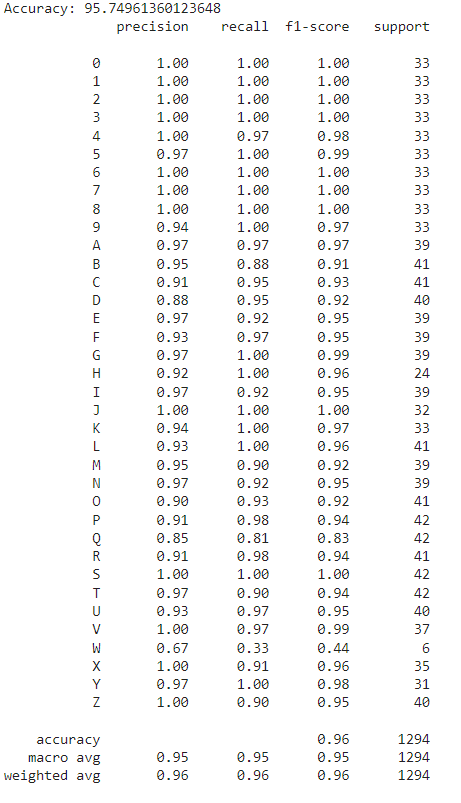 Accuracy: 95.74961360123648
precision recall f1-score support
0 1.00 1.00 1.00 33
1 1.00 1.00 1.00 33
2 1.00 1.00 1.00 33
3 1.00 1.00 1.00 33
4 1.00 0.97 0.98 33
5 0.97 1.00 0.99 33
6 1.00 1.00 1.00 33
7 1.00 1.00 1.00 33
8 1.00 1.00 1.00 33
9 0.94 1.00 0.97 33
A 0.97 0.97 0.97 39
B 0.95 0.88 0.91 41
C 0.91 0.95 0.93 41
D 0.88 0.95 0.92 40
E 0.97 0.92 0.95 39
F 0.93 0.97 0.95 39
G 0.97 1.00 0.99 39
H 0.92 1.00 0.96 24
I 0.97 0.92 0.95 39
J 1.00 1.00 1.00 32
K 0.94 1.00 0.97 33
L 0.93 1.00 0.96 41
M 0.95 0.90 0.92 39
N 0.97 0.92 0.95 39
O 0.90 0.93 0.92 41
P 0.91 0.98 0.94 42
Q 0.85 0.81 0.83 42
R 0.91 0.98 0.94 41
S 1.00 1.00 1.00 42
T 0.97 0.90 0.94 42
U 0.93 0.97 0.95 40
V 1.00 0.97 0.99 37
W 0.67 0.33 0.44 6
X 1.00 0.91 0.96 35
Y 0.97 1.00 0.98 31
Z 1.00 0.90 0.95 40
accuracy 0.96 1294
macro avg 0.95 0.95 0.95 1294
weighted avg 0.96 0.96 0.96 1294